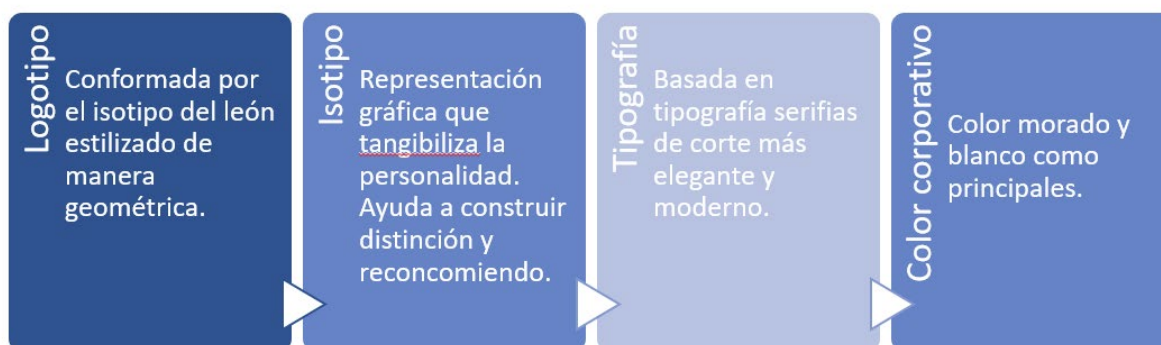 Logotipo
Conformada por
el isotipo del león
estilizado de
manera
geométrica.
Isotipo
Representación
gráfica que
tangibiliza la
personalidad.
Ayuda a construir
distinción y
reconcomiendo.
Tipografía
Basada en
tipografía serifias
de corte más
elegante y
moderno.
Color corporativo
Color morado y
blanco como
principales.